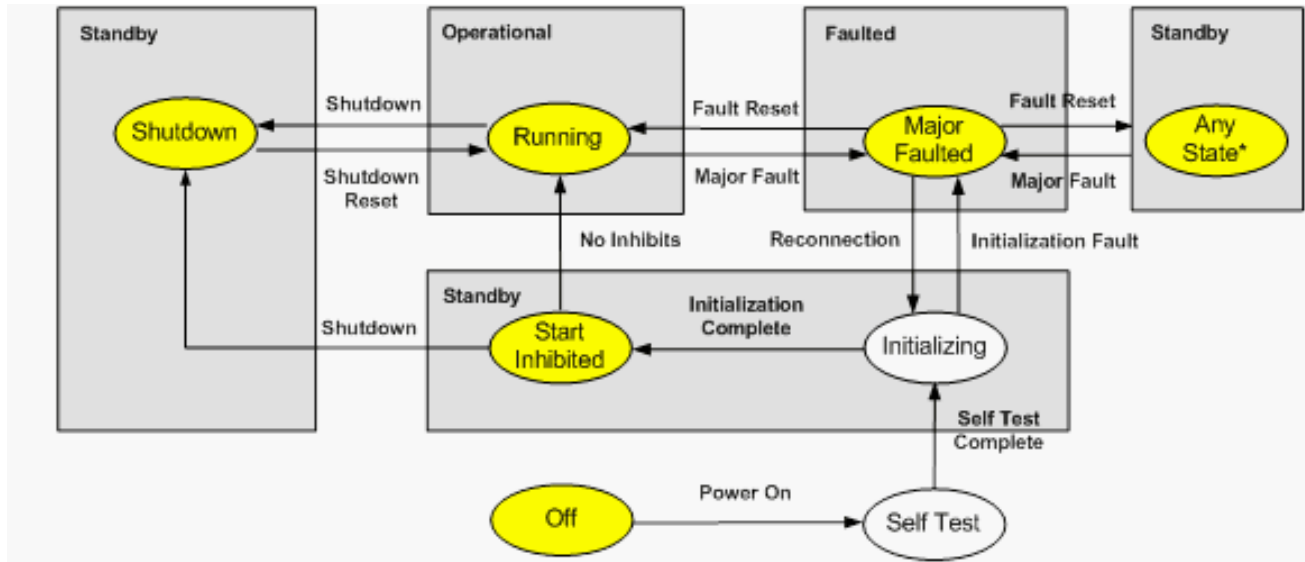 Standby
Operational
Faulted
Standby
Shutdown
Fault Reset
Fault Reset
Shutdown
Running
Major
Faulted
Any
State*
Shutdown
Reset
Major Fault
Major Fault
No Inhibits
Reconnection
Initialization Fault
Standby
Initialization
Complete
Shutdown
Start
Inhibited
Initializing
Self Test
Complete
Power On
Off
Self Test